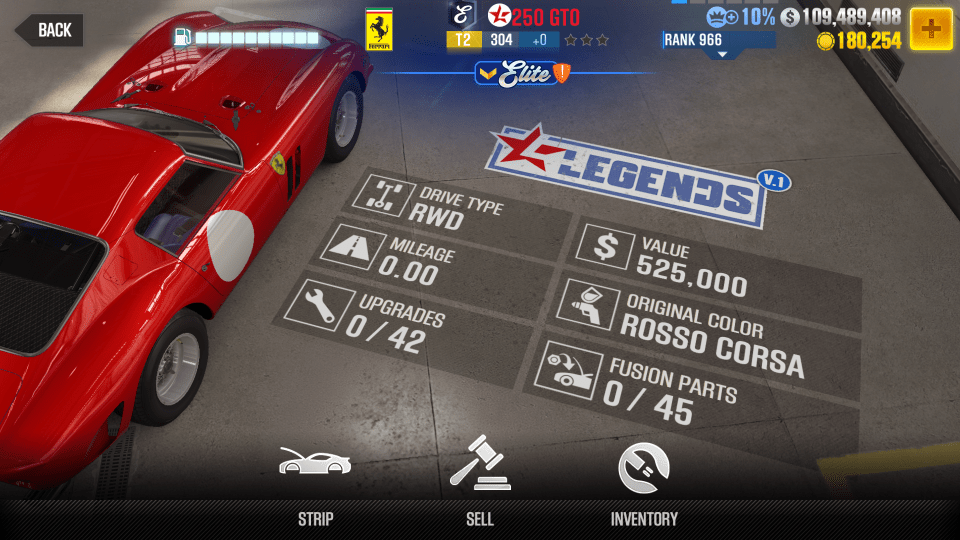 BACK
Ferrari
250 GTO
T2 304 +0
10% $ 109,489,408
RANK 966
180,254
Elite
LEGENDS V.1
DRIVE TYPE
RWD
MILEAGE
0.00
UPGRADES
0 / 42
VALUE
525,000
ORIGINAL COLOR
ROSSO CORSA
FUSION PARTS
0 / 45
STRIP
SELL
INVENTORY